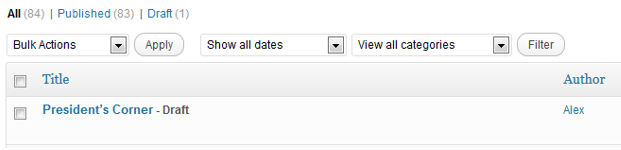 All (84) | Published (83) | Draft (1)
Bulk Actions Apply Show all dates View all categories Filter
Title Author
President's Corner - Draft Alex